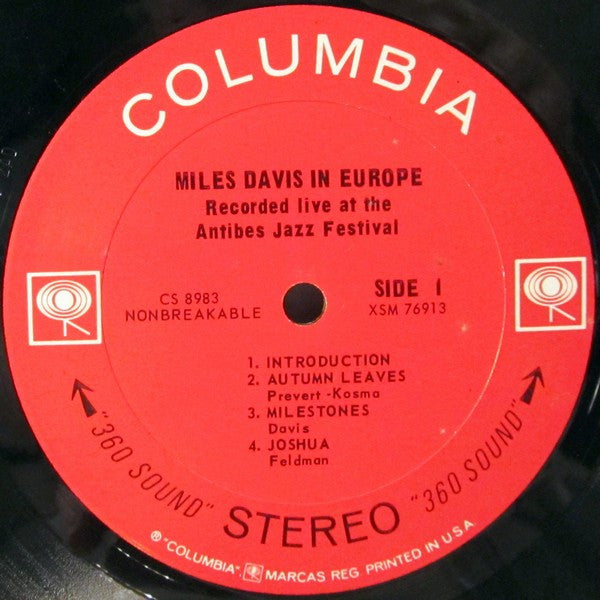 COLUMBIA
MILES DAVIS IN EUROPE
Recorded live at the
Antibes Jazz Festival
CS 8983
NONBREAKABLE
SIDE 1
XSM 76913
1. INTRODUCTION
2. AUTUMN LEAVES
Prevert-Kosma
3. MILESTONES
Davis
4. JOSHUA
Feldman
"360 SOUND" STEREO "360 SOUND"
® "COLUMBIA", MARCAS REG. PRINTED IN U.S.A.